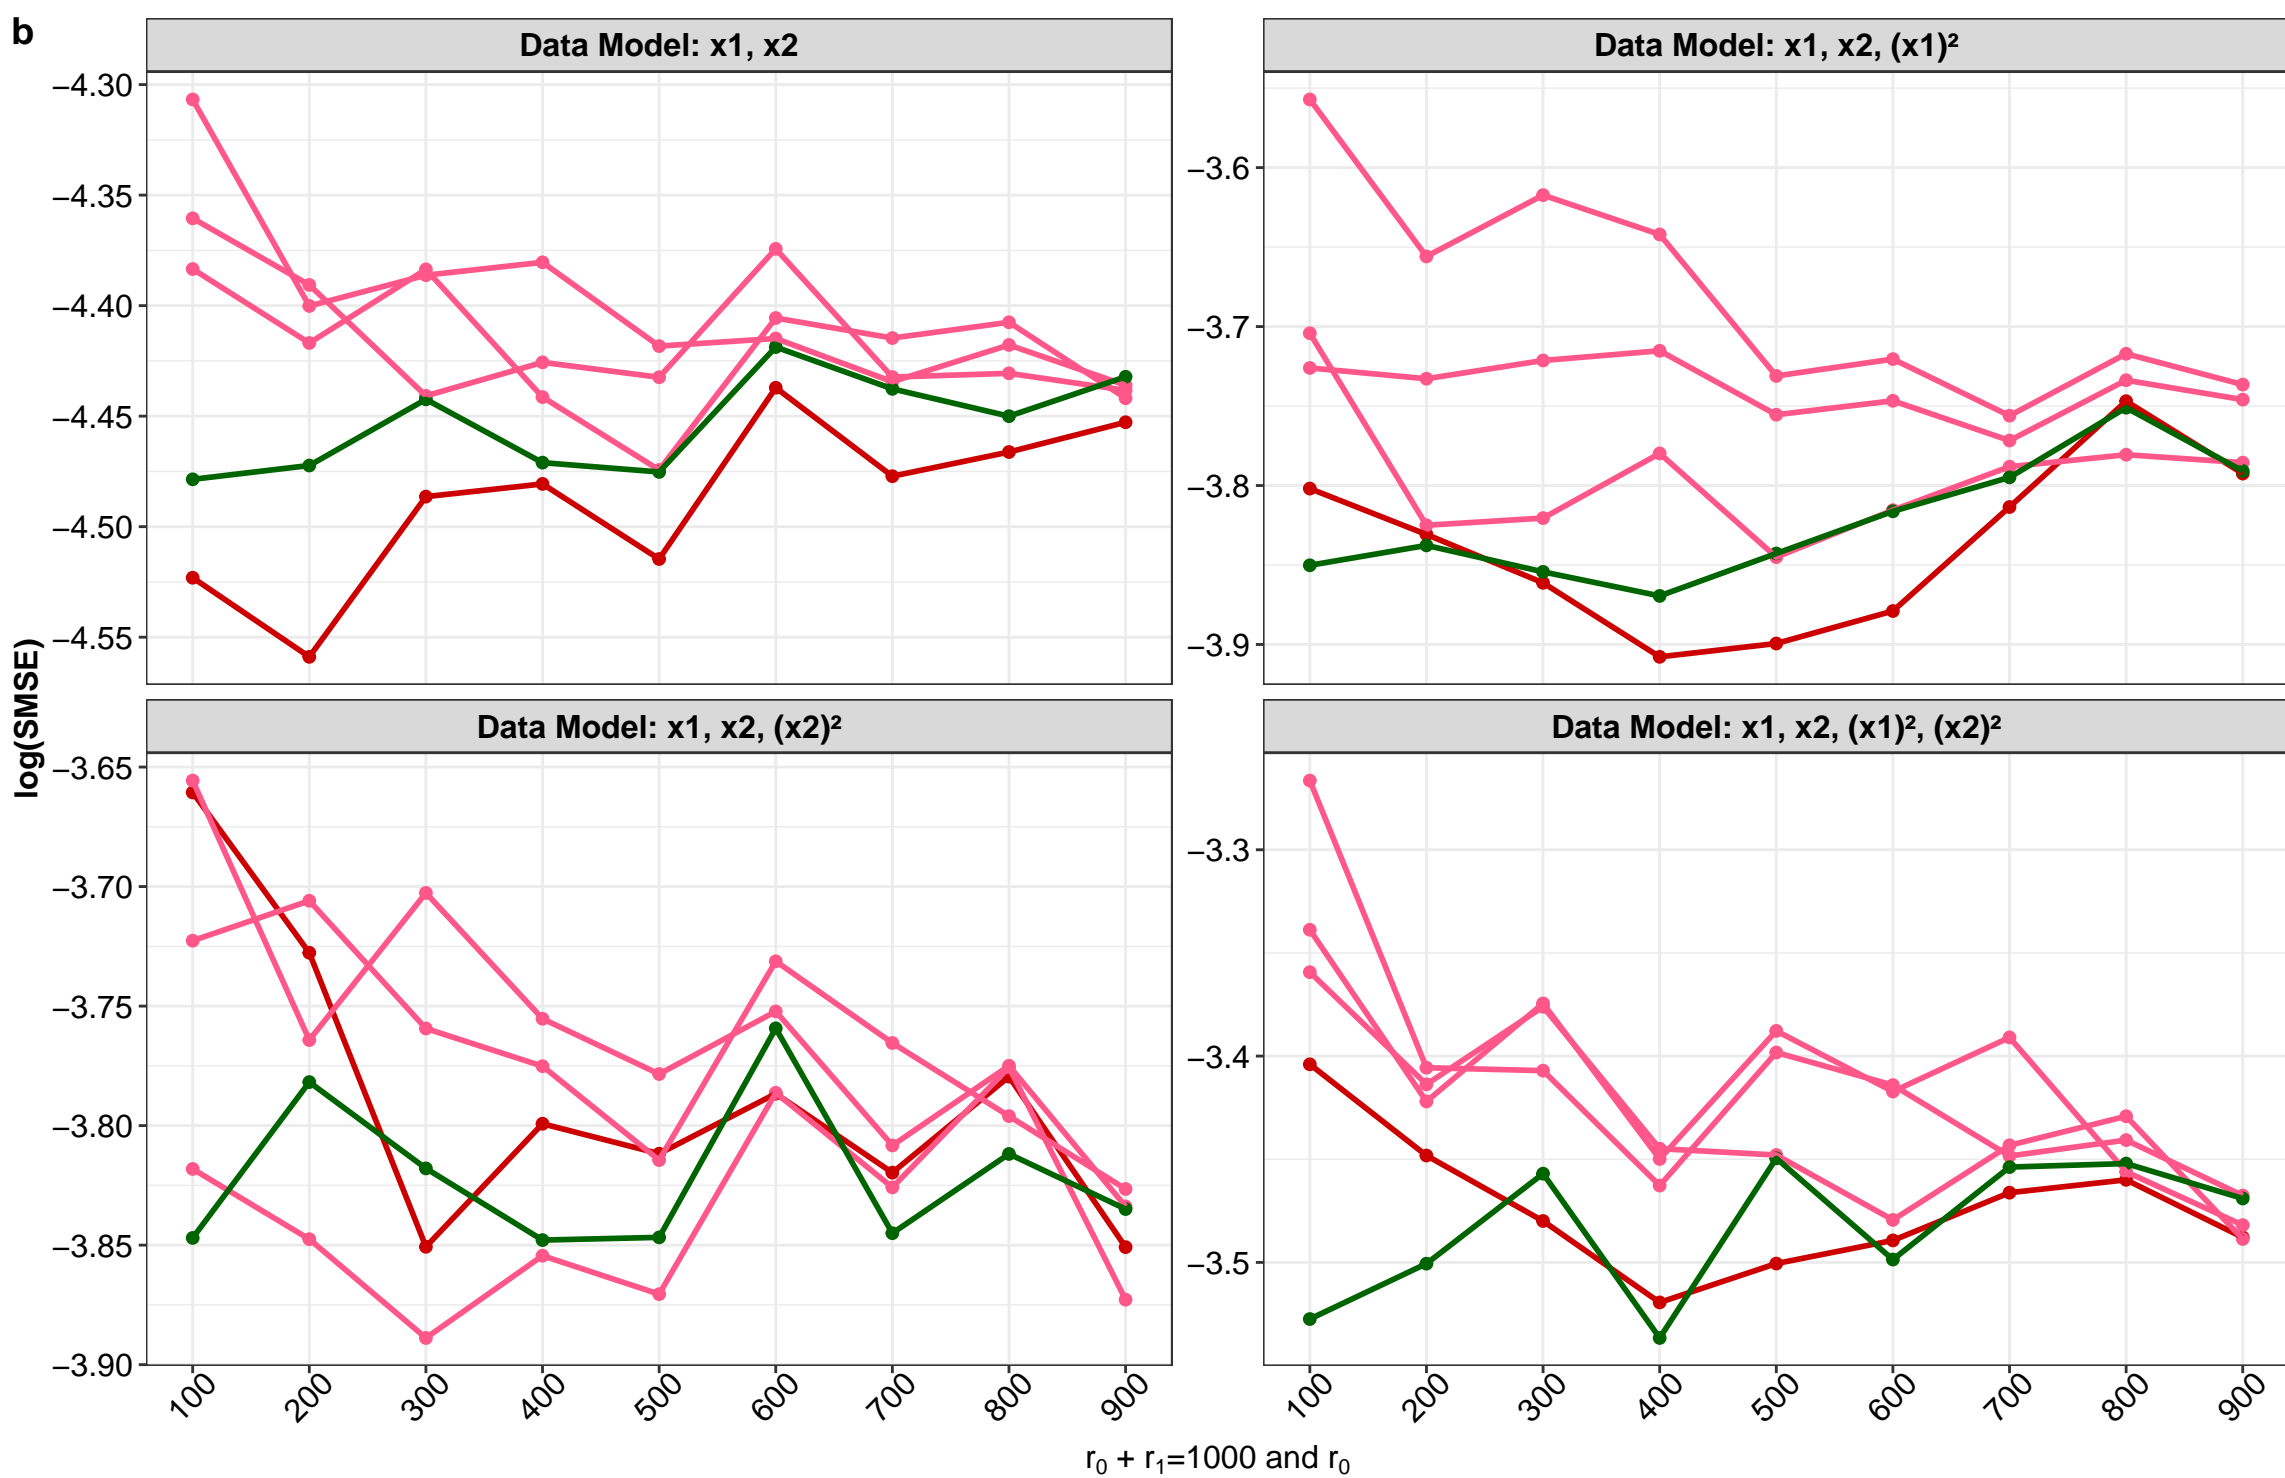 b
Data Model: x1, x2
−4.30
−4.35
−4.40
−4.45
−4.50
−4.55
Data Model: x1, x2, (x1)²
−3.6
−3.7
−3.8
−3.9
log(SMSE)
Data Model: x1, x2, (x2)²
−3.65
−3.70
−3.75
−3.80
−3.85
−3.90
100 200 300 400 500 600 700 800 900
Data Model: x1, x2, (x1)², (x2)²
−3.3
−3.4
−3.5
100 200 300 400 500 600 700 800 900
r₀ + r₁=1000 and r₀